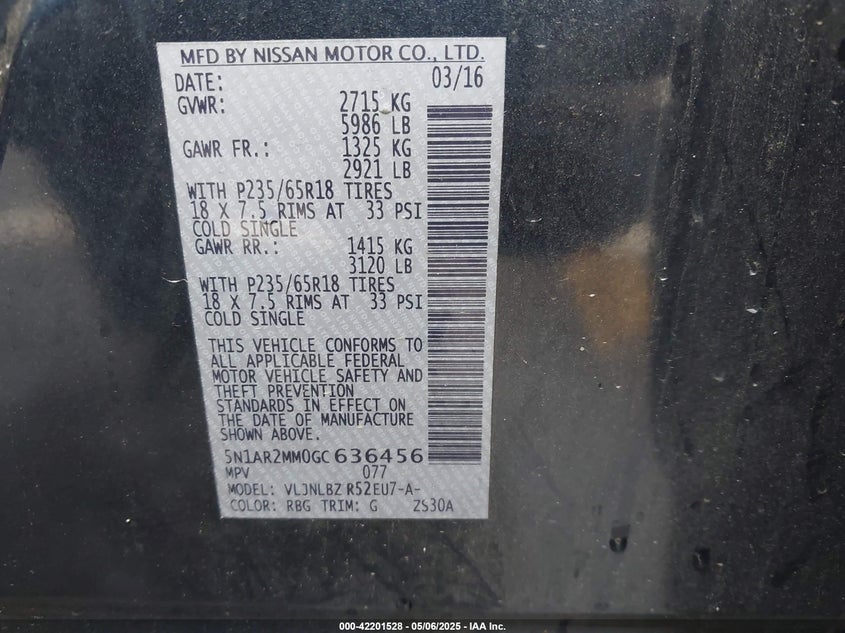 MFD BY NISSAN MOTOR CO., LTD.
DATE: 03/16
GVWR: 2715 KG
5986 LB
GAWR FR.: 1325 KG
2921 LB
WITH P235/65R18 TIRES
18 X 7.5 RIMS AT 33 PSI
COLD SINGLE
GAWR RR.: 1415 KG
3120 LB
WITH P235/65R18 TIRES
18 X 7.5 RIMS AT 33 PSI
COLD SINGLE
THIS VEHICLE CONFORMS TO
ALL APPLICABLE FEDERAL
MOTOR VEHICLE SAFETY AND
THEFT PREVENTION
STANDARDS IN EFFECT ON
THE DATE OF MANUFACTURE
SHOWN ABOVE.
5N1AR2MM0GC636456
MPV 077
MODEL: VLJNLBZ R52EU7-A-
COLOR: RBG TRIM: G ZS30A
000-42201528 - 05/06/2025 - IAA Inc.